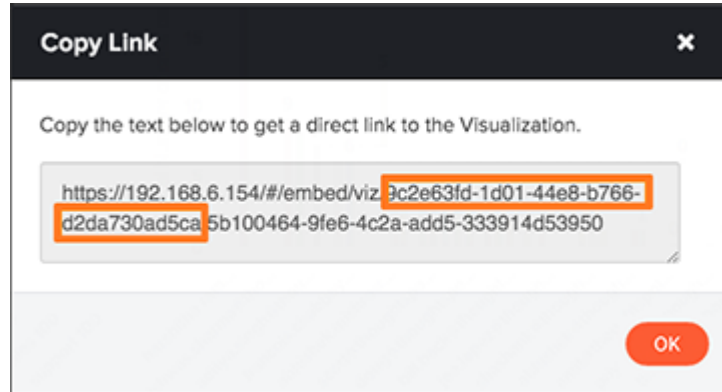 Copy Link
Copy the text below to get a direct link to the Visualization.
https://192.168.6.154/#/embed/viz/9c2e63fd-1d01-44e8-b766-
d2da730ad5ca/5b100464-9fe6-4c2a-add5-333914d53950
OK